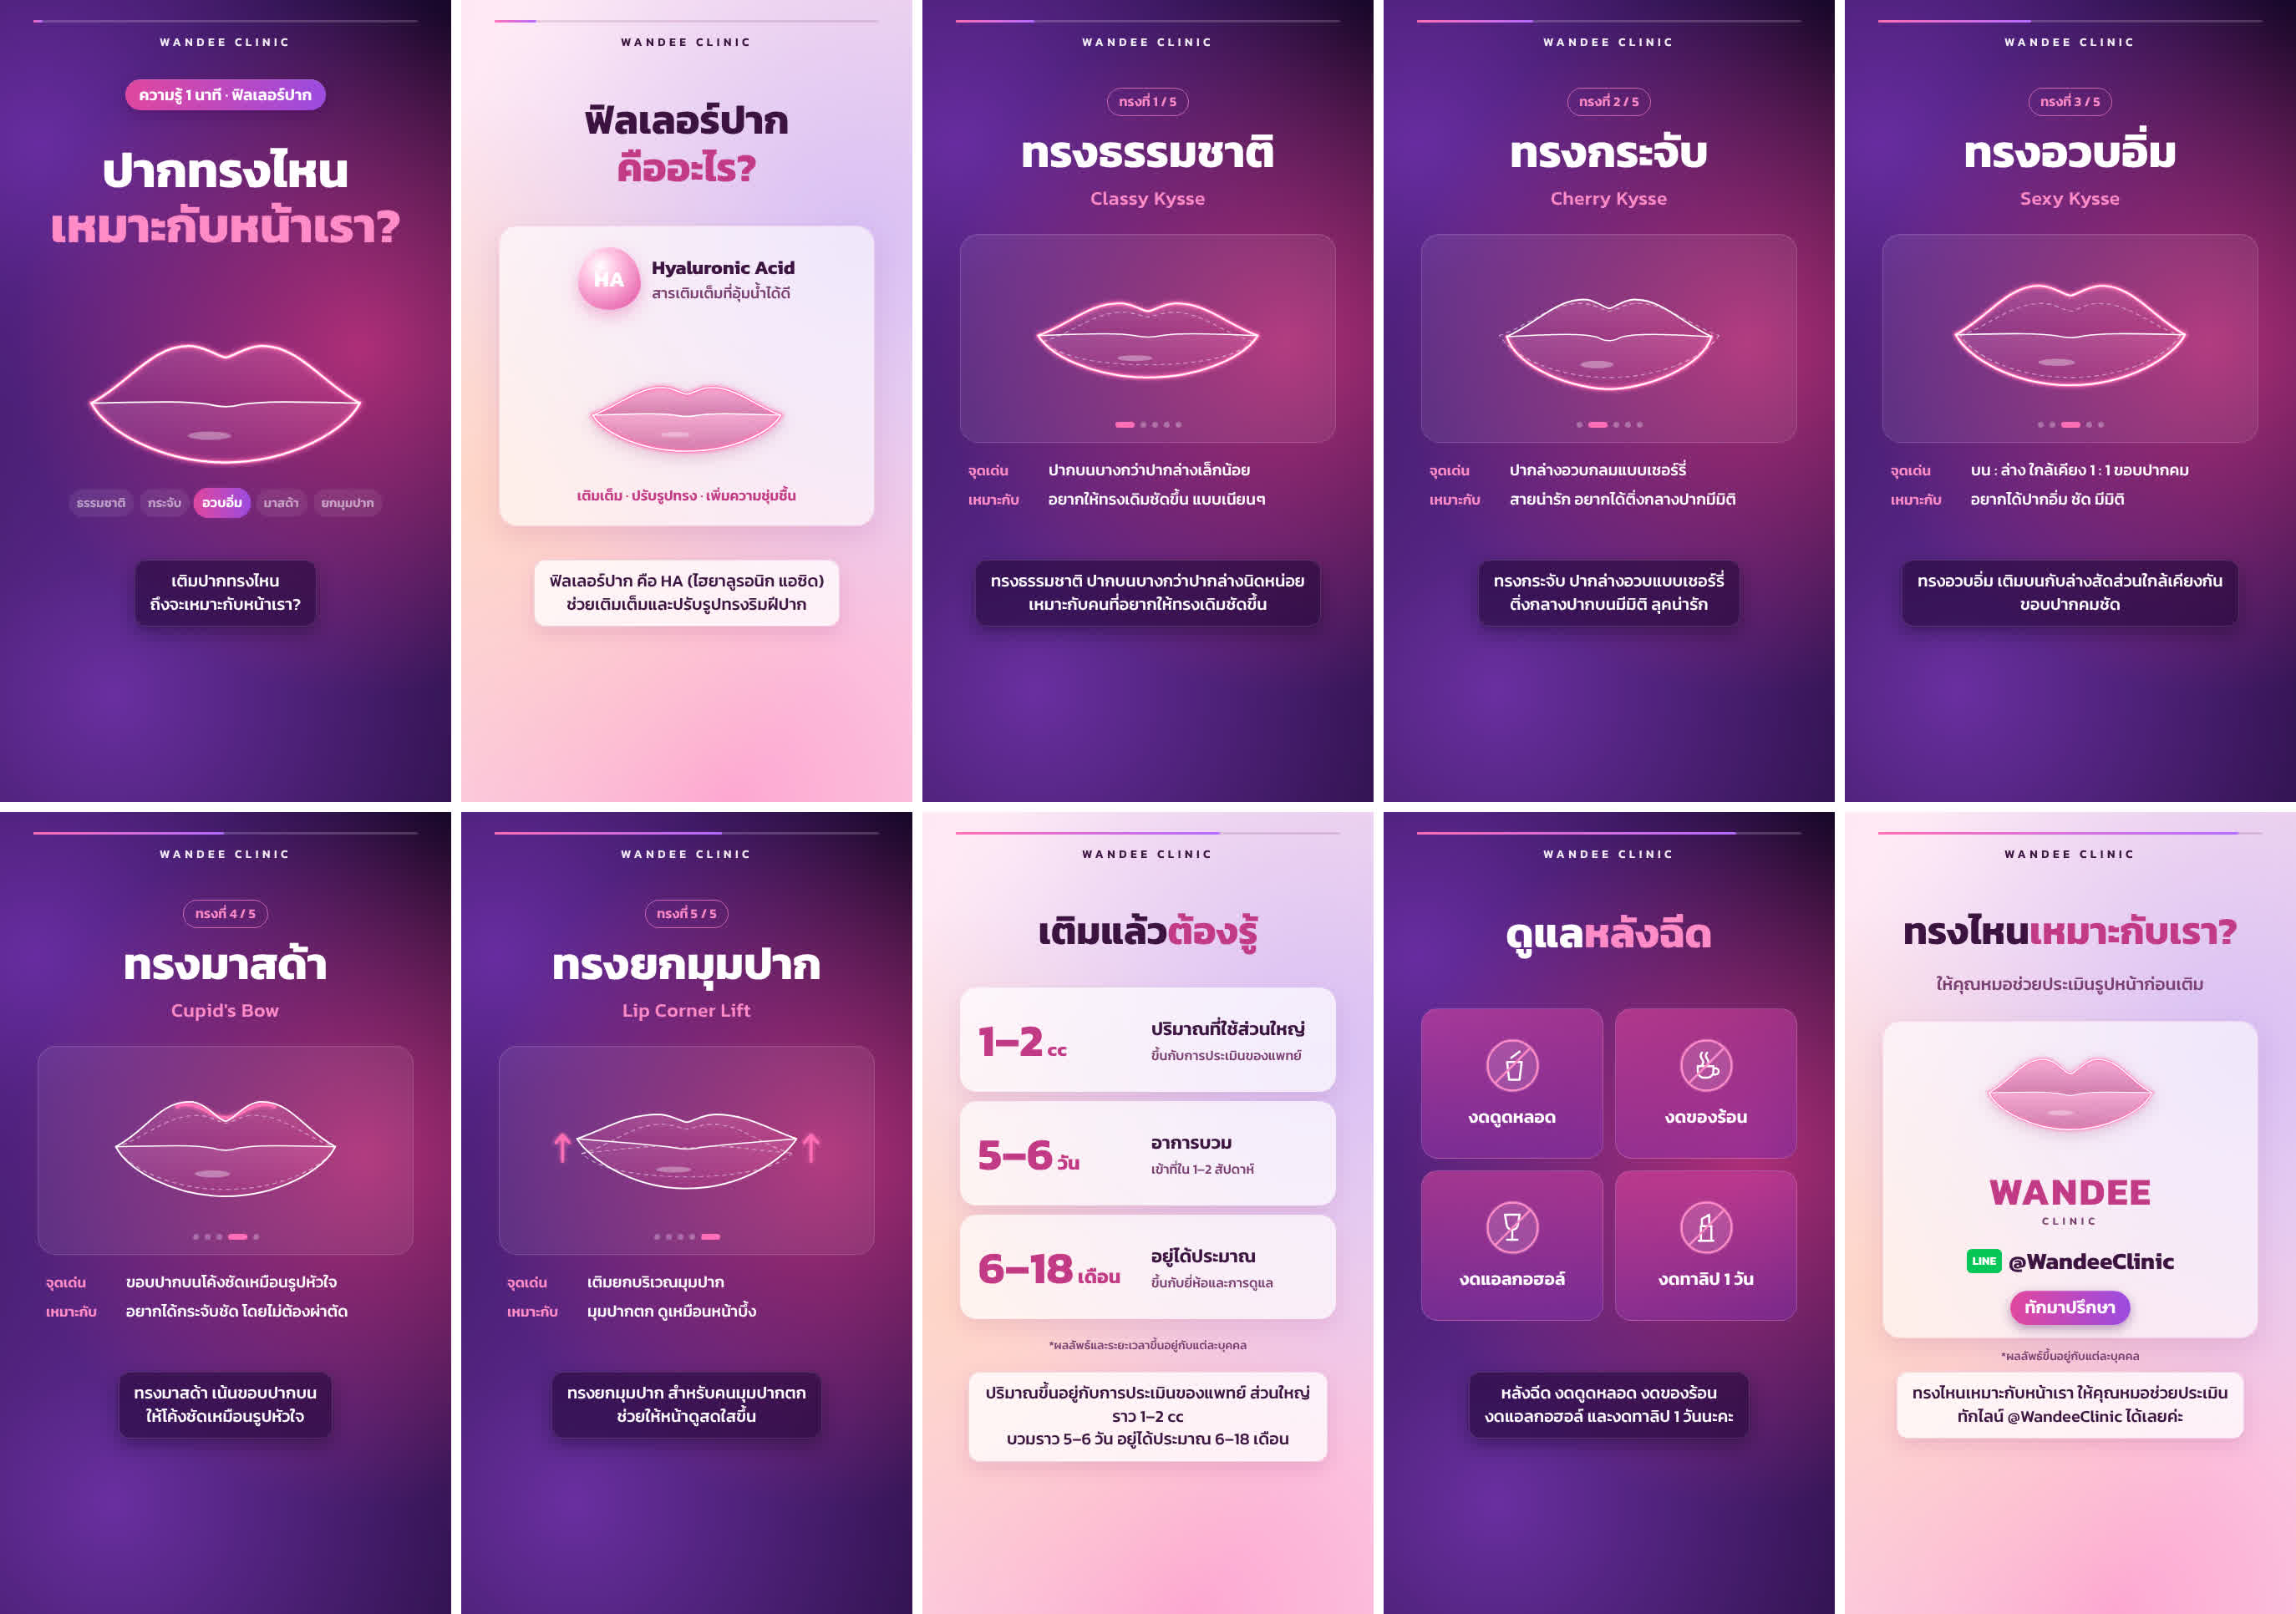 WANDEE CLINIC
ความรู้ 1 นาที · ฟิลเลอร์ปาก
ปากทรงไหน
เหมาะกับหน้าเรา?
ธรรมชาติ
กระจับ
อวบอิ่ม
มาสด้า
ยกมุมปาก
เติมปากทรงไหน
ถึงจะเหมาะกับหน้าเรา?
WANDEE CLINIC
ฟิลเลอร์ปาก
คืออะไร?
HA
Hyaluronic Acid
สารเติมเต็มที่อุ้มน้ำได้ดี
เติมเต็ม · ปรับรูปทรง · เพิ่มความชุ่มชื้น
ฟิลเลอร์ปาก คือ HA (ไฮยาลูรอนิก แอซิด)
ช่วยเติมเต็มและปรับรูปทรงริมฝีปาก
WANDEE CLINIC
ทรงที่ 1 / 5
ทรงธรรมชาติ
Classy Kysse
จุดเด่น ปากบนบางกว่าปากล่างเล็กน้อย
เหมาะกับ อยากให้ทรงเดิมชัดขึ้น แบบเนียนๆ
ทรงธรรมชาติ ปากบนบางกว่าปากล่างนิดหน่อย
เหมาะกับคนที่อยากให้ทรงเดิมชัดขึ้น
WANDEE CLINIC
ทรงที่ 2 / 5
ทรงกระจับ
Cherry Kysse
จุดเด่น ปากล่างอวบกลมแบบเชอร์รี่
เหมาะกับ สายน่ารัก อยากได้ติ่งกลางปากมีมิติ
ทรงกระจับ ปากล่างอวบแบบเชอร์รี่
ติ่งกลางปากบนมีมิติ ลุคน่ารัก
WANDEE CLINIC
ทรงที่ 3 / 5
ทรงอวบอิ่ม
Sexy Kysse
จุดเด่น บน : ล่าง ใกล้เคียง 1 : 1 ขอบปากคม
เหมาะกับ อยากได้ปากอิ่ม ชัด มีมิติ
ทรงอวบอิ่ม เติมบนกับล่างสัดส่วนใกล้เคียงกัน
ขอบปากคมชัด
WANDEE CLINIC
ทรงที่ 4 / 5
ทรงมาสด้า
Cupid's Bow
จุดเด่น ขอบปากบนโค้งชัดเหมือนรูปหัวใจ
เหมาะกับ อยากได้กระจับชัด โดยไม่ต้องผ่าตัด
ทรงมาสด้า เน้นขอบปากบน
ให้โค้งชัดเหมือนรูปหัวใจ
WANDEE CLINIC
ทรงที่ 5 / 5
ทรงยกมุมปาก
Lip Corner Lift
จุดเด่น เติมยกบริเวณมุมปาก
เหมาะกับ มุมปากตก ดูเหมือนหน้าบึ้ง
ทรงยกมุมปาก สำหรับคนมุมปากตก
ช่วยให้หน้าดูสดใสขึ้น
WANDEE CLINIC
เติมแล้วต้องรู้
1–2 cc
ปริมาณที่ใช้ส่วนใหญ่
ขึ้นกับการประเมินของแพทย์
5–6 วัน
อาการบวม
เข้าที่ใน 1–2 สัปดาห์
6–18 เดือน
อยู่ได้ประมาณ
ขึ้นกับยี่ห้อและการดูแล
*ผลลัพธ์และระยะเวลาขึ้นอยู่กับแต่ละบุคคล
ปริมาณขึ้นอยู่กับการประเมินของแพทย์ ส่วนใหญ่
ราว 1–2 cc
บวมราว 5–6 วัน อยู่ได้ประมาณ 6–18 เดือน
WANDEE CLINIC
ดูแลหลังฉีด
งดดูดหลอด
งดของร้อน
งดแอลกอฮอล์
งดทาลิป 1 วัน
หลังฉีด งดดูดหลอด งดของร้อน
งดแอลกอฮอล์ และงดทาลิป 1 วันนะคะ
WANDEE CLINIC
ทรงไหนเหมาะกับเรา?
ให้คุณหมอช่วยประเมินรูปหน้าก่อนเติม
WANDEE
CLINIC
LINE @WandeeClinic
ทักมาปรึกษา
*ผลลัพธ์ขึ้นอยู่กับแต่ละบุคคล
ทรงไหนเหมาะกับหน้าเรา ให้คุณหมอช่วยประเมิน
ทักไลน์ @WandeeClinic ได้เลยค่ะ